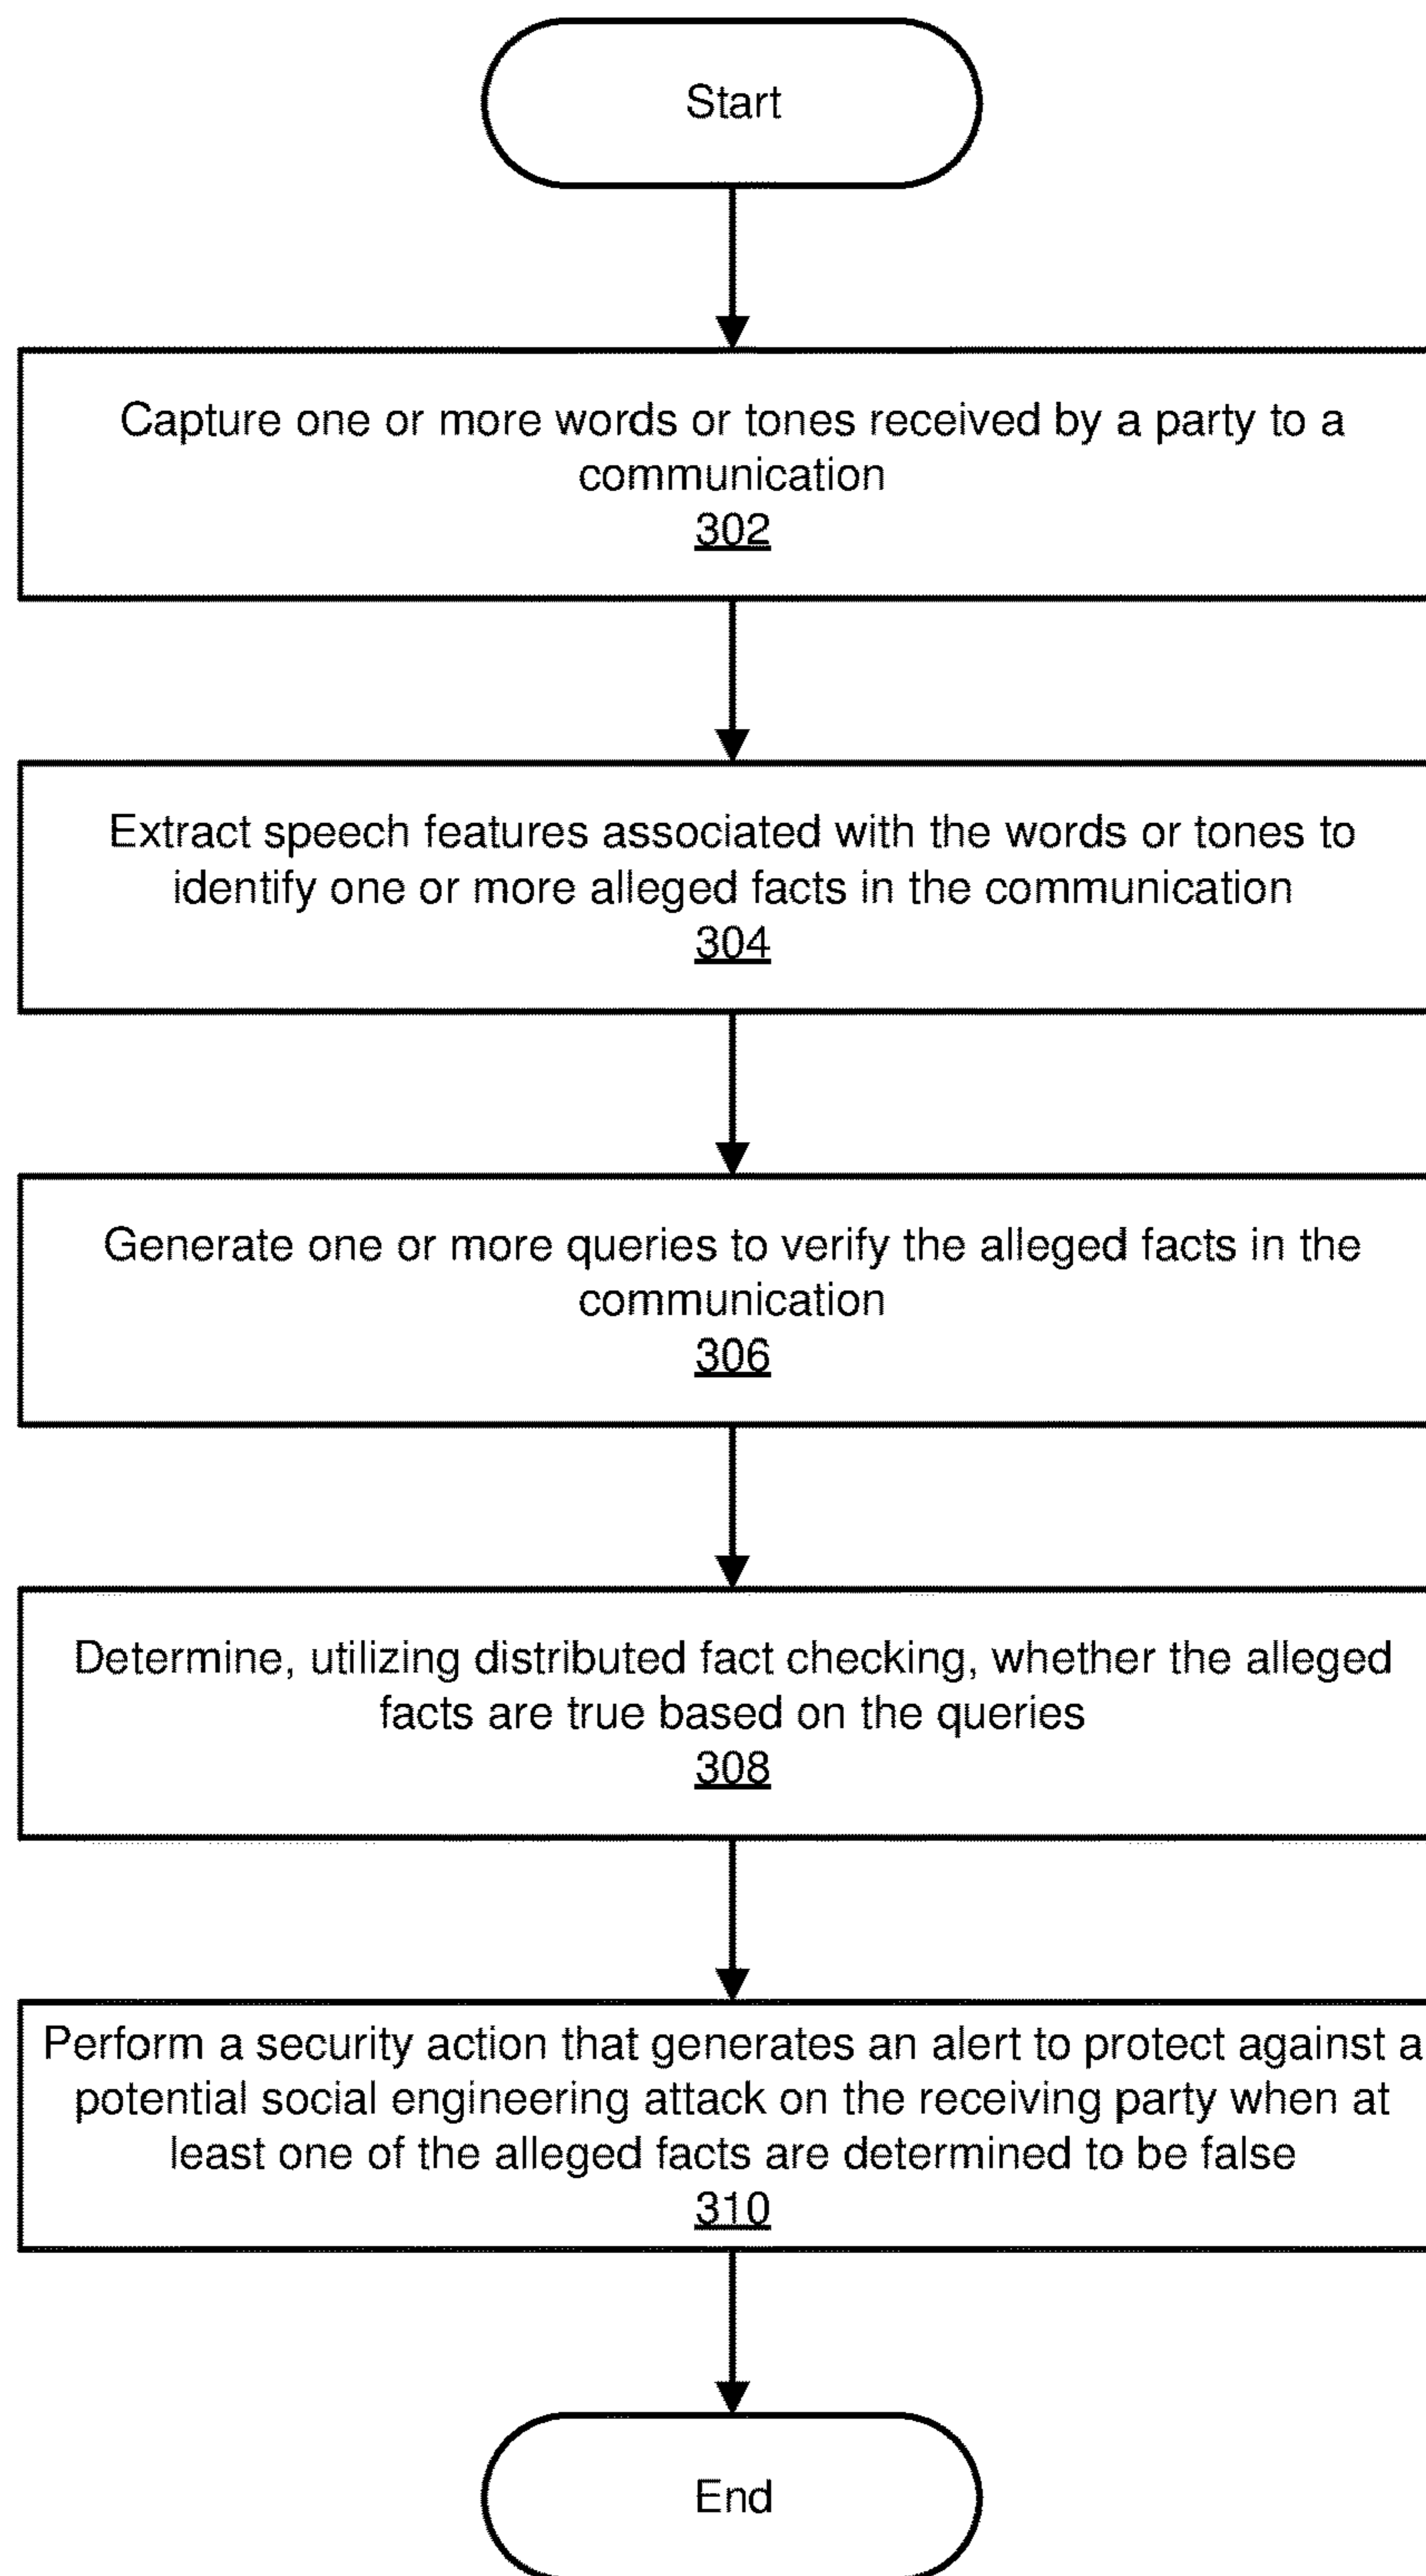 Start
Capture one or more words or tones received by a party to a
communication
302
Extract speech features associated with the words or tones to
identify one or more alleged facts in the communication
304
Generate one or more queries to verify the alleged facts in the
communication
306
Determine, utilizing distributed fact checking, whether the alleged
facts are true based on the queries
308
Perform a security action that generates an alert to protect against a
potential social engineering attack on the receiving party when at
least one of the alleged facts are determined to be false
310
End